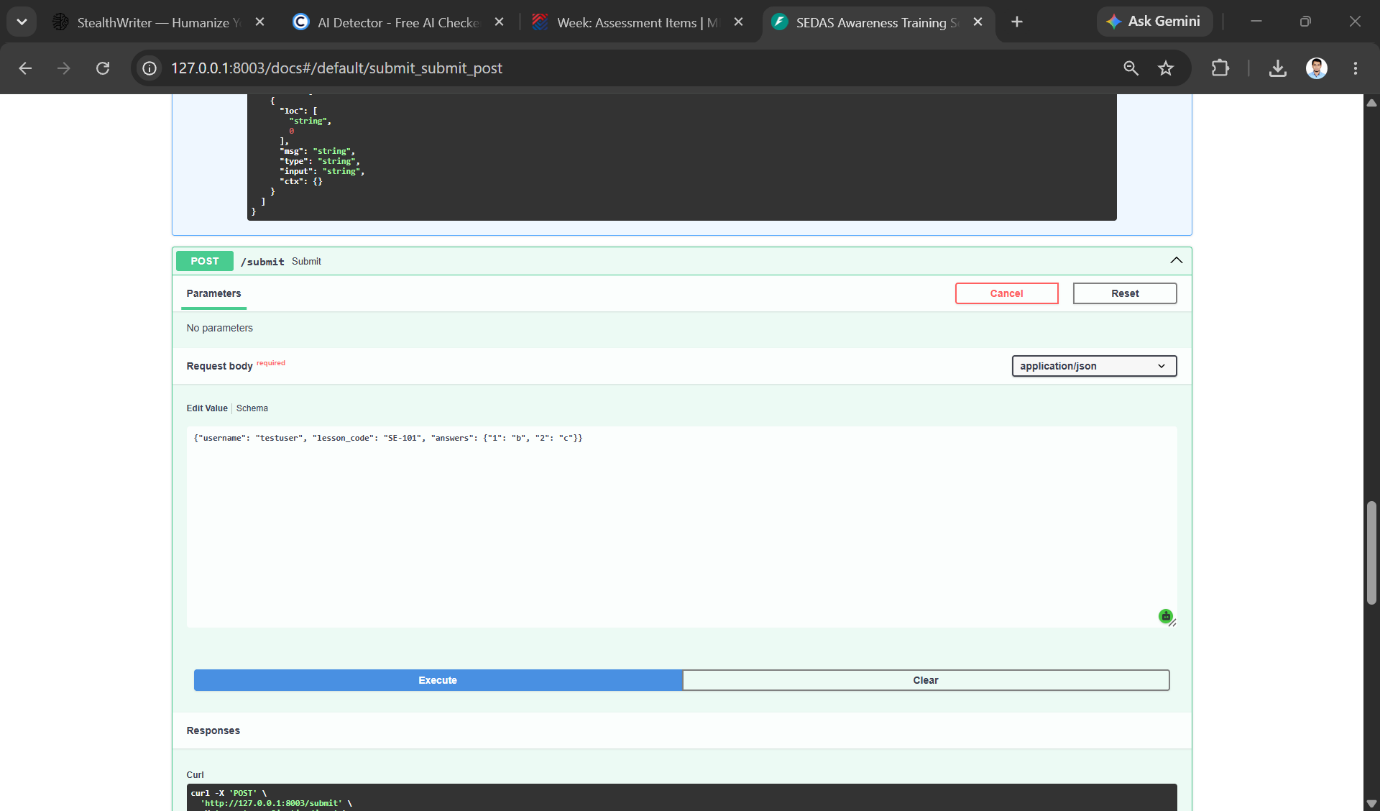 StealthWriter — Humanize Y
AI Detector - Free AI Checke
Week: Assessment Items | M
SEDAS Awareness Training Se
Ask Gemini
127.0.0.1:8003/docs#/default/submit_submit_post
{
"loc": [
"string",
0
],
"msg": "string",
"type": "string",
"input": "string",
"ctx": {}
}
]
}
POST /submit Submit
Parameters
Cancel
Reset
No parameters
Request body required
application/json
Edit Value | Schema
{"username": "testuser", "lesson_code": "SE-101", "answers": {"1": "b", "2": "c"}}
Execute
Clear
Responses
Curl
curl -X 'POST' \
'http://127.0.0.1:8003/submit' \